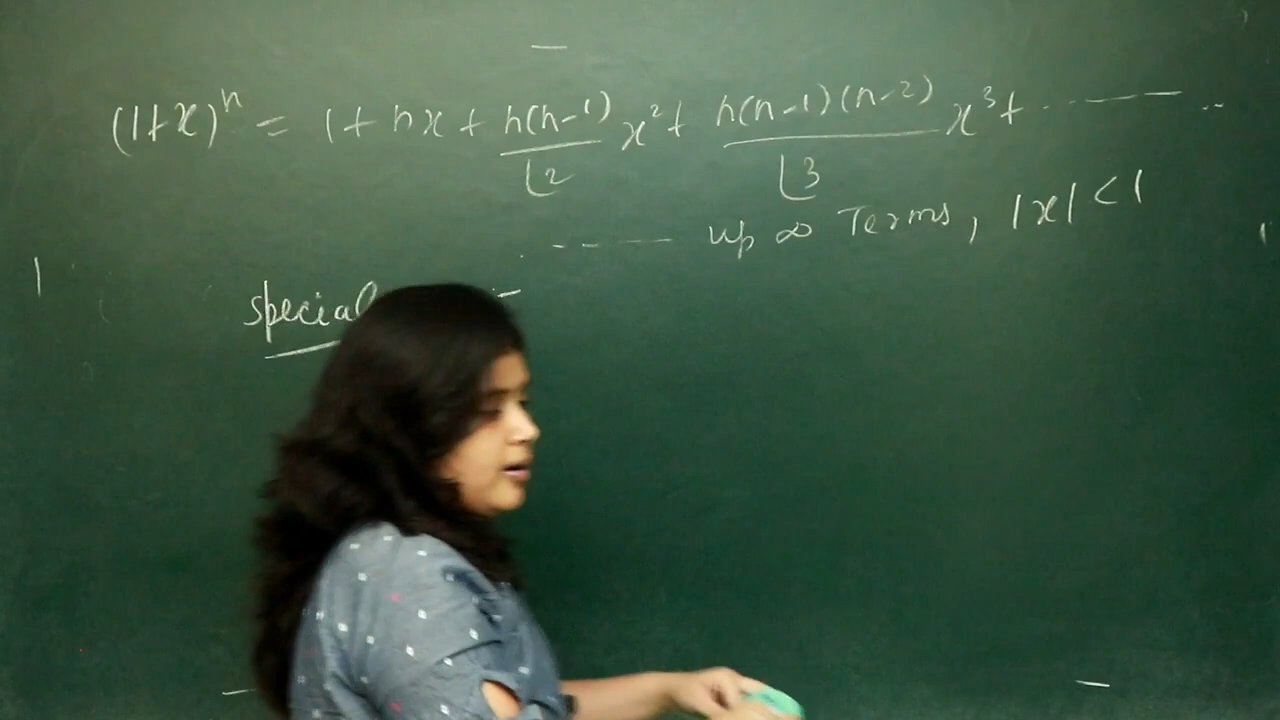 (1+x)^n = 1 + nx + n(n-1)/⌊2 x² + n(n-1)(n-2)/⌊3 x³ + ..——..
.---— up ∞ Terms, |x| < 1
special